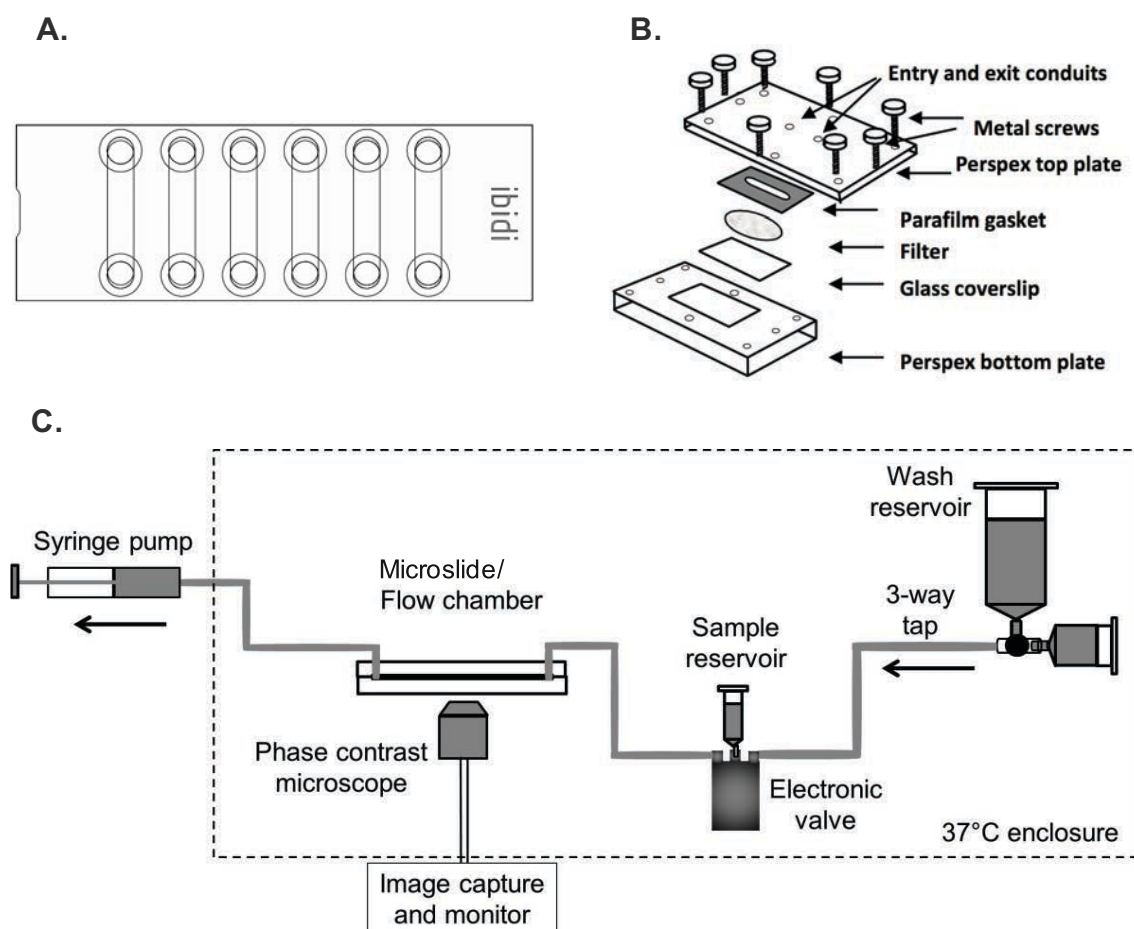 A.
ibidi
B.
Entry and exit conduits
Metal screws
Perspex top plate
Parafilm gasket
Filter
Glass coverslip
Perspex bottom plate
C.
Syringe pump
Microslide/
Flow chamber
Phase contrast
microscope
Image capture
and monitor
Sample
reservoir
Electronic
valve
3-way
tap
Wash
reservoir
37°C enclosure